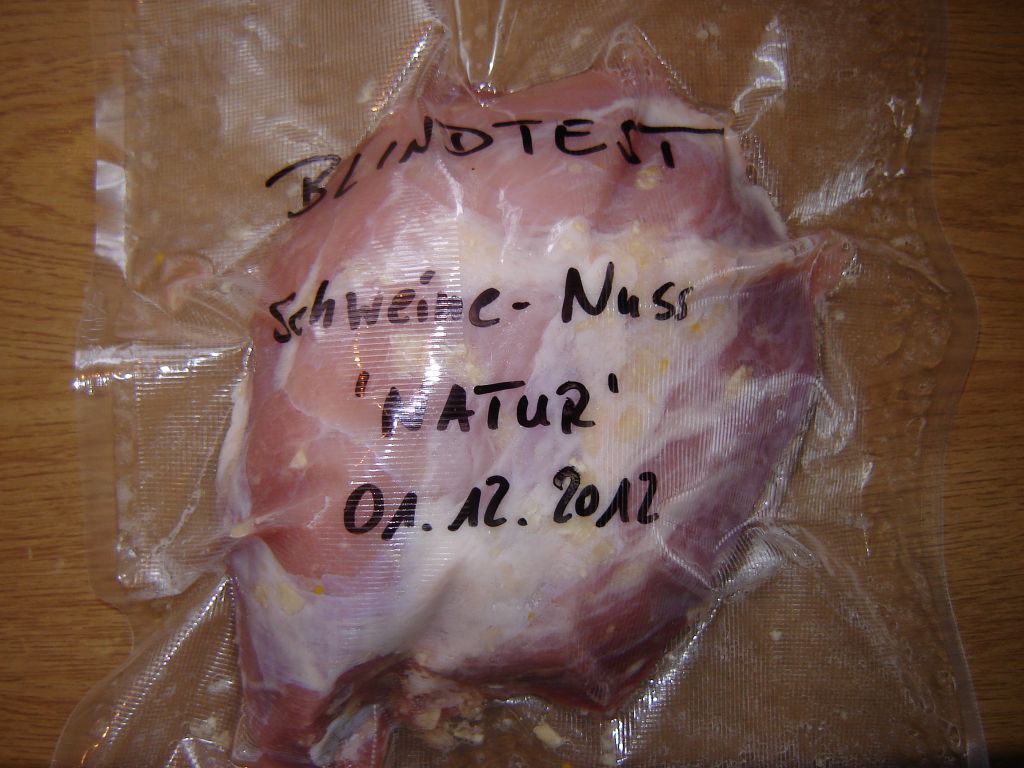 BLINDTEST
Schweine-Nuss
'NATUR'
01.12.2012